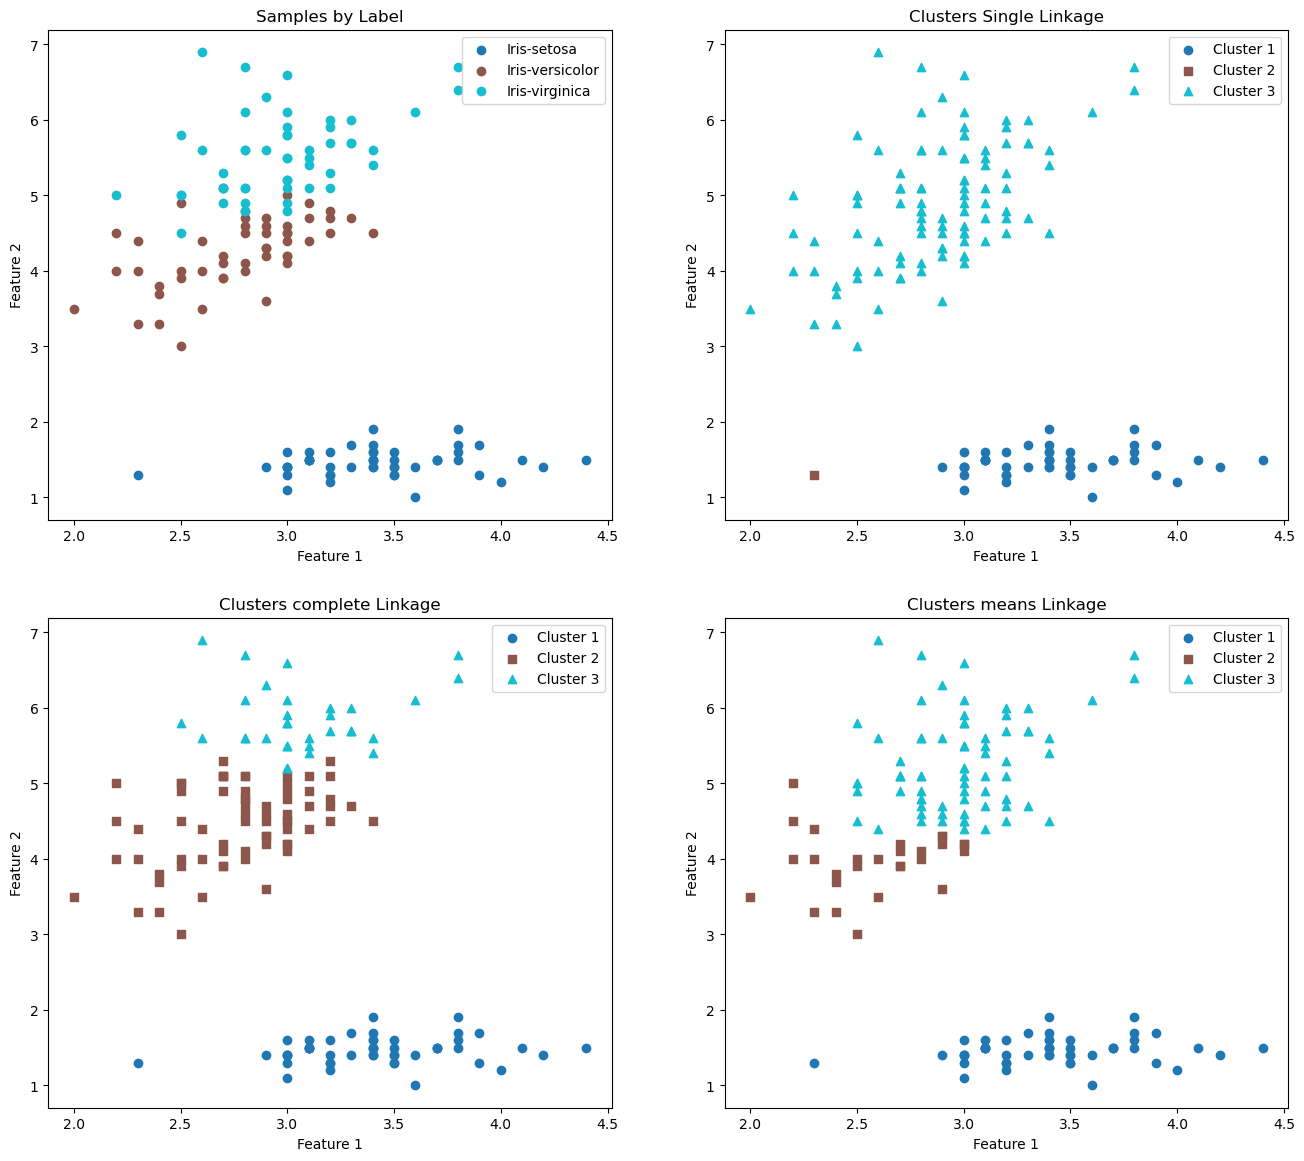 Samples by Label
7
6
5
4
3
2
1
Feature 2
Iris-setosa
Iris-versicolor
Iris-virginica
2.0 2.5 3.0 3.5 4.0 4.5
Feature 1
Clusters Single Linkage
7
6
5
4
3
2
1
Feature 2
Cluster 1
Cluster 2
Cluster 3
2.0 2.5 3.0 3.5 4.0 4.5
Feature 1
Clusters complete Linkage
7
6
5
4
3
2
1
Feature 2
Cluster 1
Cluster 2
Cluster 3
2.0 2.5 3.0 3.5 4.0 4.5
Feature 1
Clusters means Linkage
7
6
5
4
3
2
1
Feature 2
Cluster 1
Cluster 2
Cluster 3
2.0 2.5 3.0 3.5 4.0 4.5
Feature 1